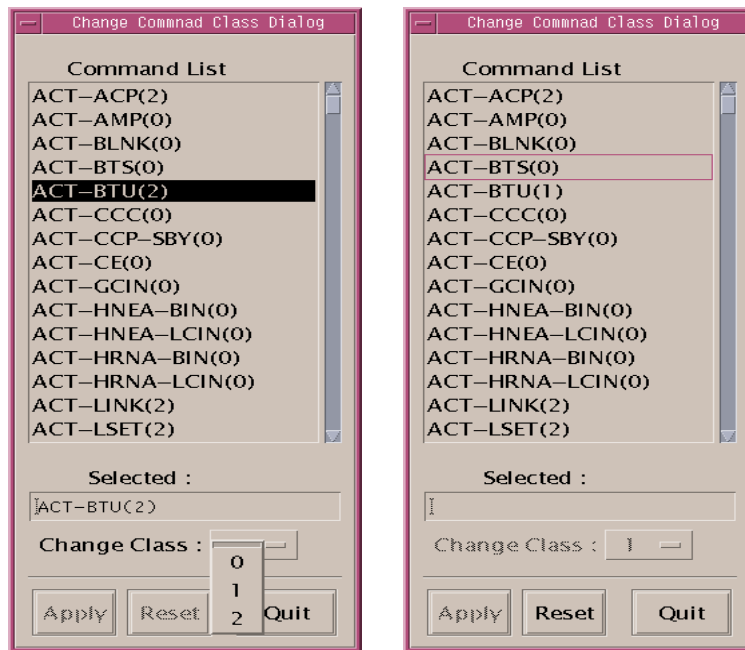 Change Commnad Class Dialog
Command List
ACT-ACP(2)
ACT-AMP(0)
ACT-BLNK(0)
ACT-BTS(0)
ACT-BTU(2)
ACT-CCC(0)
ACT-CCP-SBY(0)
ACT-CE(0)
ACT-GCIN(0)
ACT-HNEA-BIN(0)
ACT-HNEA-LCIN(0)
ACT-HRNA-BIN(0)
ACT-HRNA-LCIN(0)
ACT-LINK(2)
ACT-LSET(2)
Selected :
ACT-BTU(2)
Change Class :
0
1
2
Apply Reset Quit
Change Commnad Class Dialog
Command List
ACT-ACP(2)
ACT-AMP(0)
ACT-BLNK(0)
ACT-BTS(0)
ACT-BTU(1)
ACT-CCC(0)
ACT-CCP-SBY(0)
ACT-CE(0)
ACT-GCIN(0)
ACT-HNEA-BIN(0)
ACT-HNEA-LCIN(0)
ACT-HRNA-BIN(0)
ACT-HRNA-LCIN(0)
ACT-LINK(2)
ACT-LSET(2)
Selected :
Change Class : 1
Apply Reset Quit